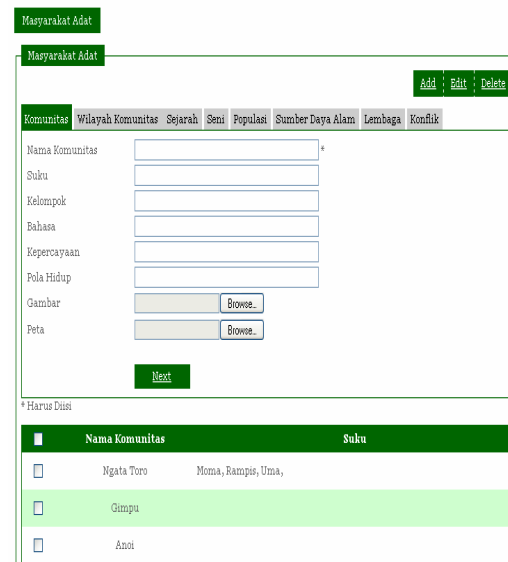 Masyarakat Adat
Masyarakat Adat
Add Edit Delete
Komunitas Wilayah Komunitas Sejarah Seni Populasi Sumber Daya Alam Lembaga Konflik
Nama Komunitas *
Suku
Kelompok
Bahasa
Kepercayaan
Pola Hidup
Gambar Browse...
Peta Browse...
Next
* Harus Diisi
Nama Komunitas Suku
Ngata Toro Moma, Rampis, Uma,
Gimpu
Anoi